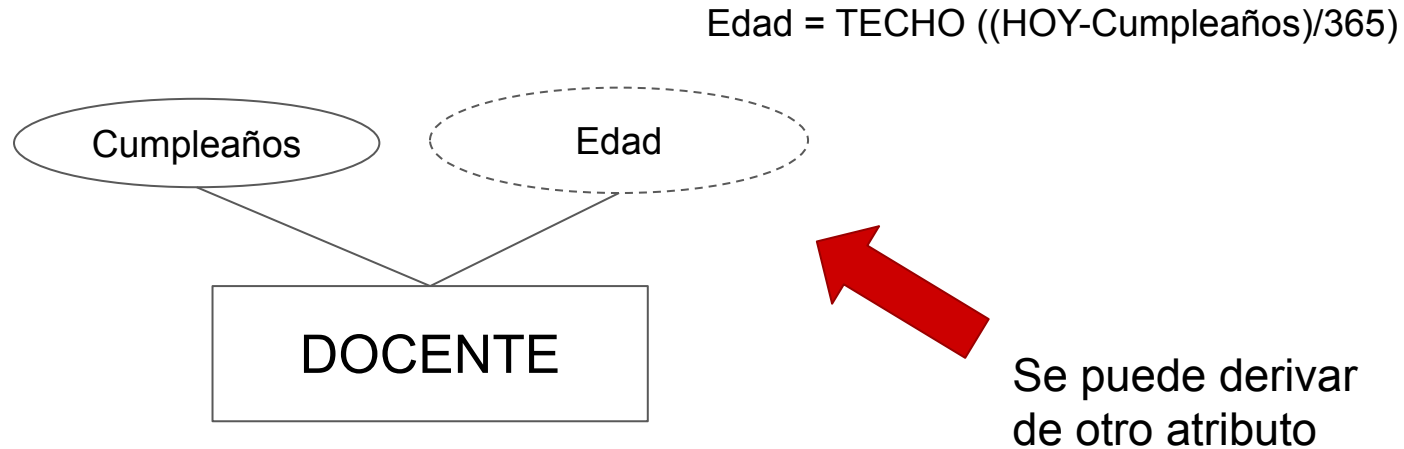 Edad = TECHO ((HOY-Cumpleaños)/365)
Cumpleaños
Edad
DOCENTE
Se puede derivar
de otro atributo